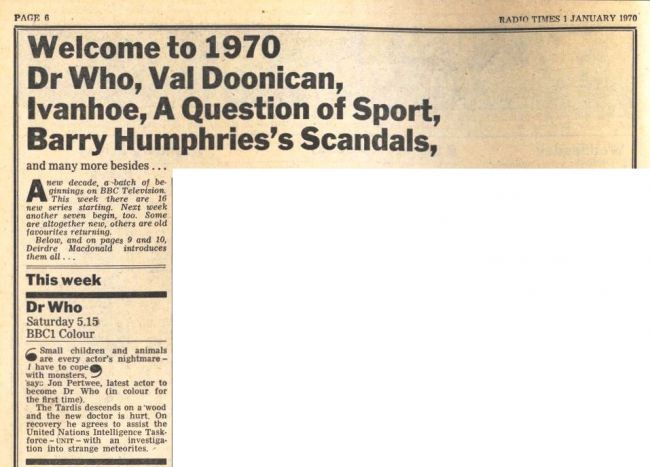 PAGE 6
RADIO TIMES 1 JANUARY 1970
Welcome to 1970
Dr Who, Val Doonican,
Ivanhoe, A Question of Sport,
Barry Humphries's Scandals,
and many more besides . . .
A new decade, a batch of be-
ginnings on BBC Television.
This week there are 16
new series starting. Next week
another seven begin, too. Some
are altogether new, others are old
favourites returning.
Below, and on pages 9 and 10,
Deirdre Macdonald introduces
them all . . .
This week
Dr Who
Saturday 5.15
BBC1 Colour
Small children and animals
are every actor's nightmare –
I have to cope
with monsters,
says Jon Pertwee, latest actor to
become Dr Who (in colour for
the first time).
The Tardis descends on a wood
and the new doctor is hurt. On
recovery he agrees to assist the
United Nations Intelligence Task-
force – UNIT – with an investiga-
tion into strange meteorites.